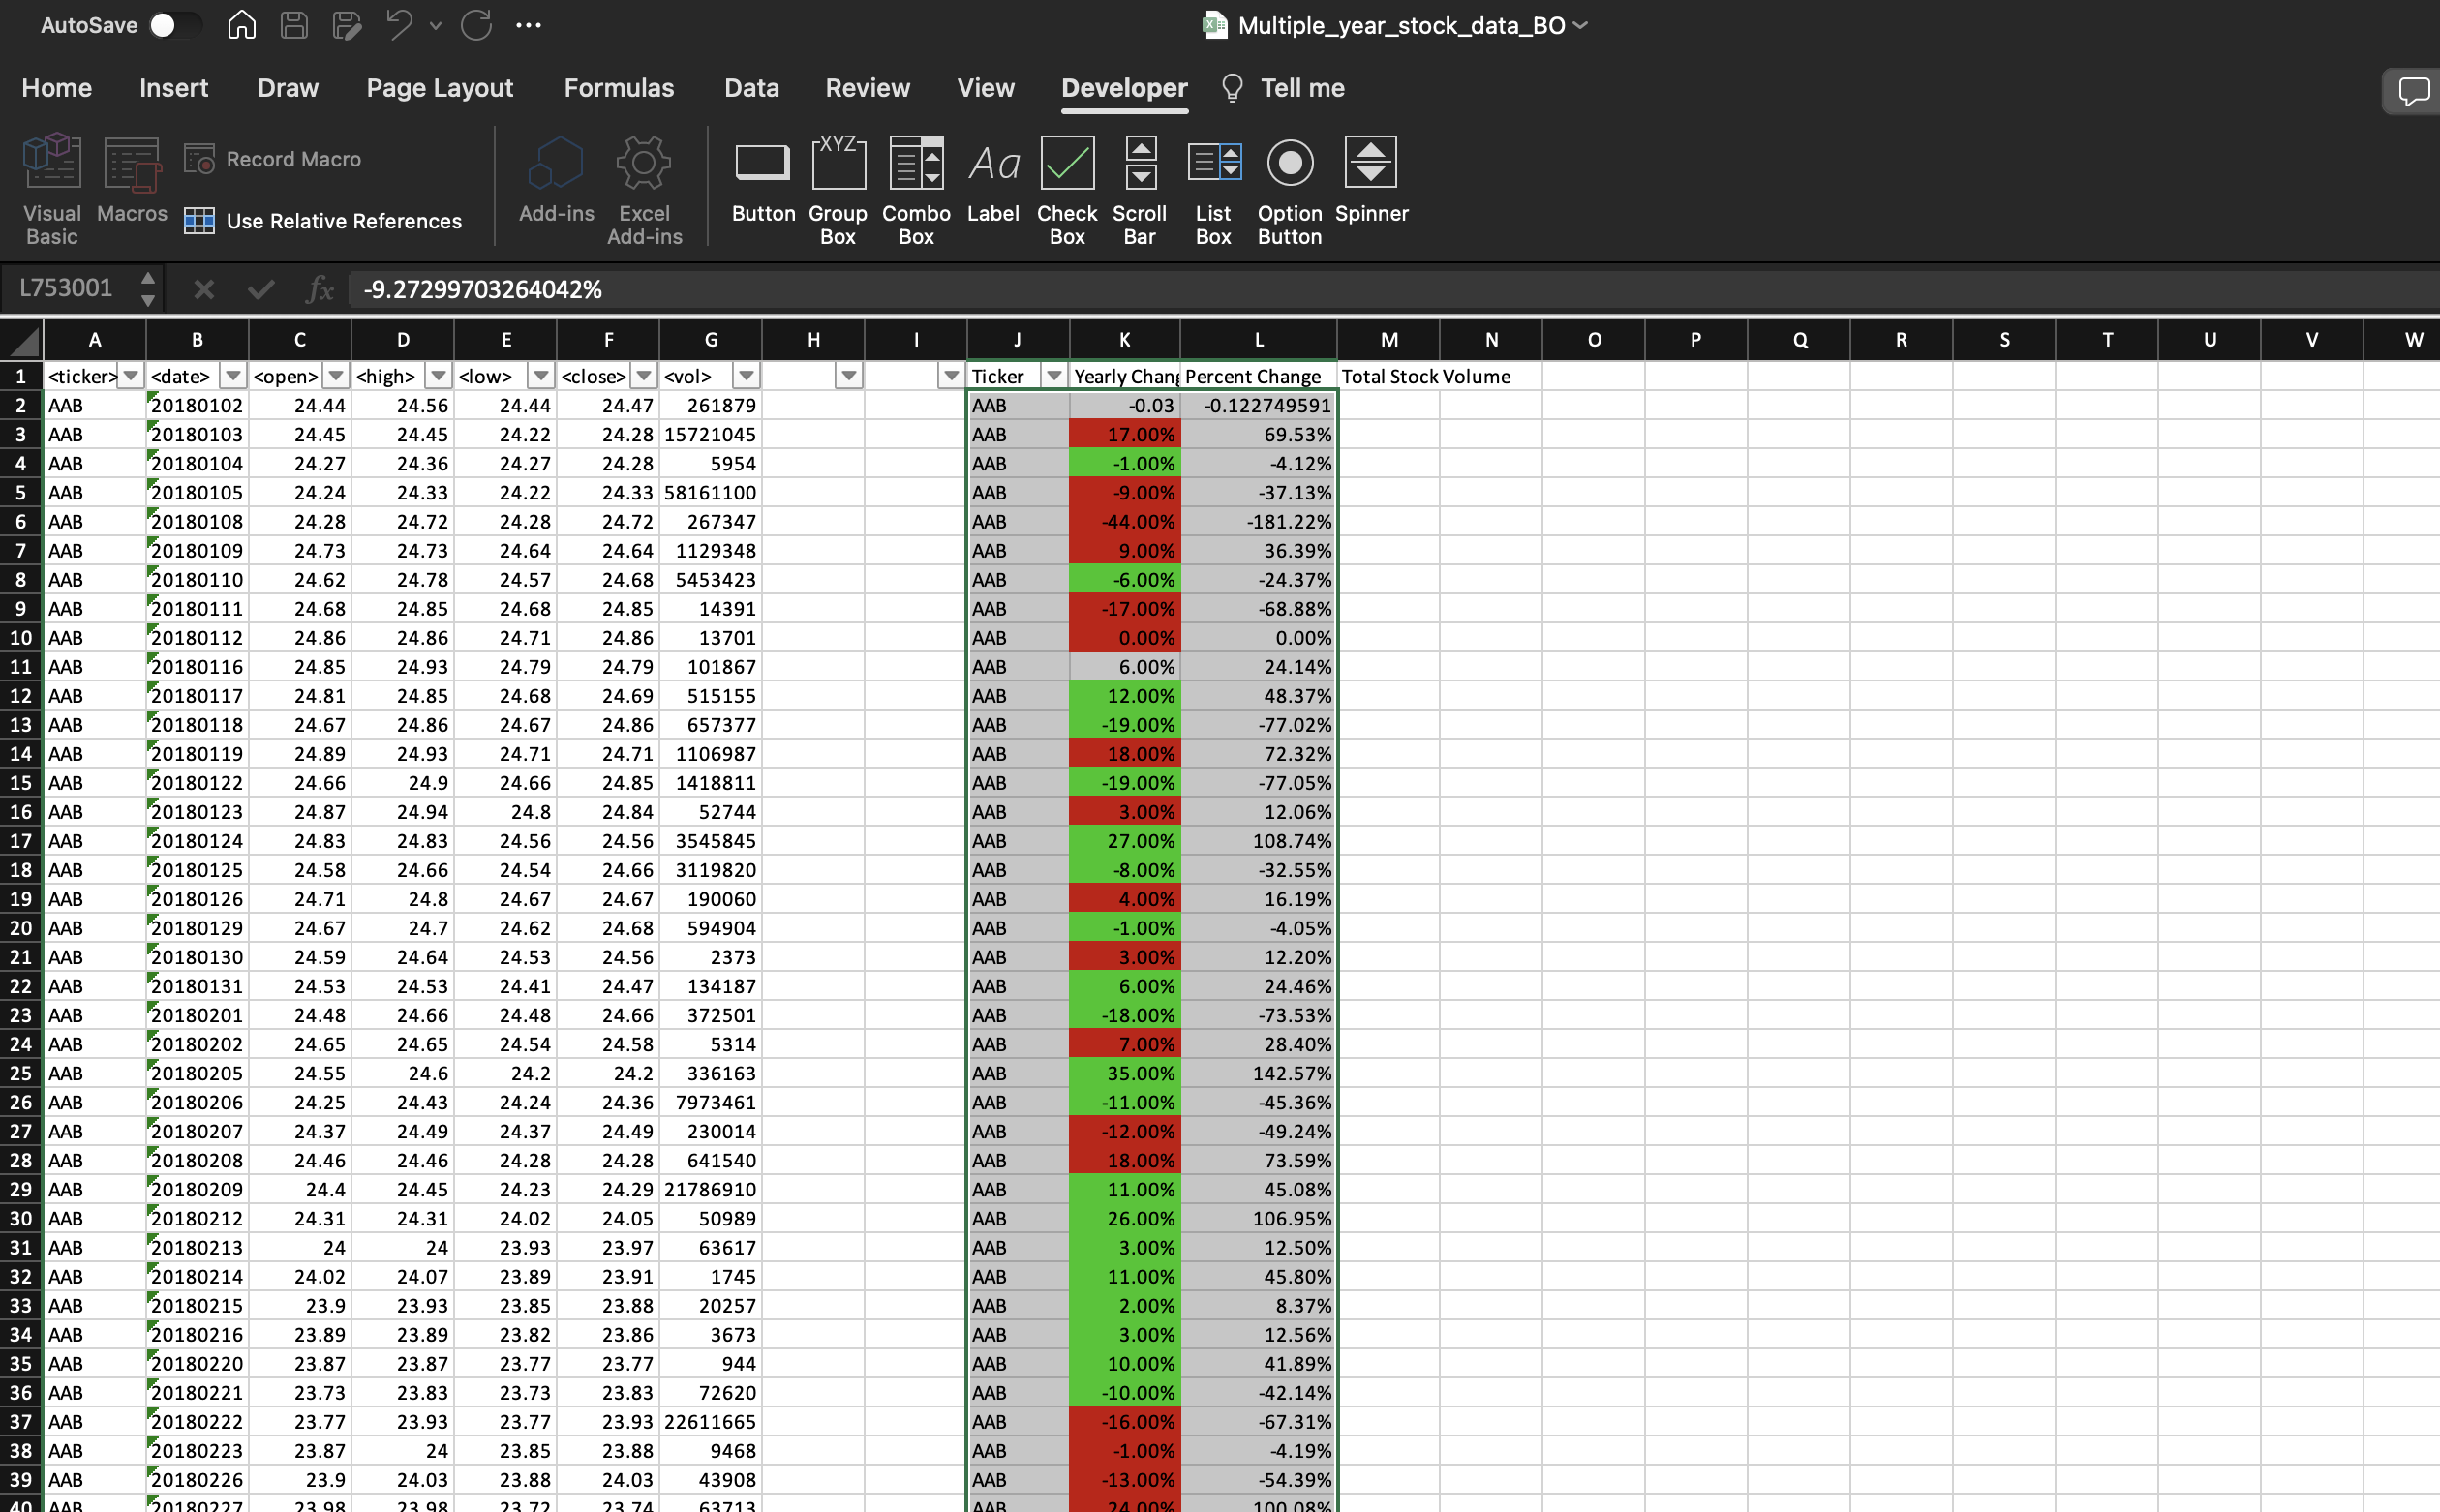 AutoSave
Multiple_year_stock_data_BO
Home Insert Draw Page Layout Formulas Data Review View Developer Tell me
Visual Basic Macros Record Macro Use Relative References Add-ins Excel Add-ins XYZ Button Group Box Combo Box Aa Label Check Box Scroll Bar List Box Option Button Spinner
L753001 fx -9.27299703264042%
A B C D E F G H I J K L M N O P Q R S T U V W
1 <ticker> <date> <open> <high> <low> <close> <vol> Ticker Yearly Chang Percent Change Total Stock Volume
2 AAB 20180102 24.44 24.56 24.44 24.47 261879 AAB -0.03 -0.122749591
3 AAB 20180103 24.45 24.45 24.22 24.28 15721045 AAB 17.00% 69.53%
4 AAB 20180104 24.27 24.36 24.27 24.28 5954 AAB -1.00% -4.12%
5 AAB 20180105 24.24 24.33 24.22 24.33 58161100 AAB -9.00% -37.13%
6 AAB 20180108 24.28 24.72 24.28 24.72 267347 AAB -44.00% -181.22%
7 AAB 20180109 24.73 24.73 24.64 24.64 1129348 AAB 9.00% 36.39%
8 AAB 20180110 24.62 24.78 24.57 24.68 5453423 AAB -6.00% -24.37%
9 AAB 20180111 24.68 24.85 24.68 24.85 14391 AAB -17.00% -68.88%
10 AAB 20180112 24.86 24.86 24.71 24.86 13701 AAB 0.00% 0.00%
11 AAB 20180116 24.85 24.93 24.79 24.79 101867 AAB 6.00% 24.14%
12 AAB 20180117 24.81 24.85 24.68 24.69 515155 AAB 12.00% 48.37%
13 AAB 20180118 24.67 24.86 24.67 24.86 657377 AAB -19.00% -77.02%
14 AAB 20180119 24.89 24.93 24.71 24.71 1106987 AAB 18.00% 72.32%
15 AAB 20180122 24.66 24.9 24.66 24.85 1418811 AAB -19.00% -77.05%
16 AAB 20180123 24.87 24.94 24.8 24.84 52744 AAB 3.00% 12.06%
17 AAB 20180124 24.83 24.83 24.56 24.56 3545845 AAB 27.00% 108.74%
18 AAB 20180125 24.58 24.66 24.54 24.66 3119820 AAB -8.00% -32.55%
19 AAB 20180126 24.71 24.8 24.67 24.67 190060 AAB 4.00% 16.19%
20 AAB 20180129 24.67 24.7 24.62 24.68 594904 AAB -1.00% -4.05%
21 AAB 20180130 24.59 24.64 24.53 24.56 2373 AAB 3.00% 12.20%
22 AAB 20180131 24.53 24.53 24.41 24.47 134187 AAB 6.00% 24.46%
23 AAB 20180201 24.48 24.66 24.48 24.66 372501 AAB -18.00% -73.53%
24 AAB 20180202 24.65 24.65 24.54 24.58 5314 AAB 7.00% 28.40%
25 AAB 20180205 24.55 24.6 24.2 24.2 336163 AAB 35.00% 142.57%
26 AAB 20180206 24.25 24.43 24.24 24.36 7973461 AAB -11.00% -45.36%
27 AAB 20180207 24.37 24.49 24.37 24.49 230014 AAB -12.00% -49.24%
28 AAB 20180208 24.46 24.46 24.28 24.28 641540 AAB 18.00% 73.59%
29 AAB 20180209 24.4 24.45 24.23 24.29 21786910 AAB 11.00% 45.08%
30 AAB 20180212 24.31 24.31 24.02 24.05 50989 AAB 26.00% 106.95%
31 AAB 20180213 24 24 23.93 23.97 63617 AAB 3.00% 12.50%
32 AAB 20180214 24.02 24.07 23.89 23.91 1745 AAB 11.00% 45.80%
33 AAB 20180215 23.9 23.93 23.85 23.88 20257 AAB 2.00% 8.37%
34 AAB 20180216 23.89 23.89 23.82 23.86 3673 AAB 3.00% 12.56%
35 AAB 20180220 23.87 23.87 23.77 23.77 944 AAB 10.00% 41.89%
36 AAB 20180221 23.73 23.83 23.73 23.83 72620 AAB -10.00% -42.14%
37 AAB 20180222 23.77 23.93 23.77 23.93 22611665 AAB -16.00% -67.31%
38 AAB 20180223 23.87 24 23.85 23.88 9468 AAB -1.00% -4.19%
39 AAB 20180226 23.9 24.03 23.88 24.03 43908 AAB -13.00% -54.39%
40 AAB 20180227 23.98 23.98 23.72 23.74 63713 AAB 24.00% 100.08%